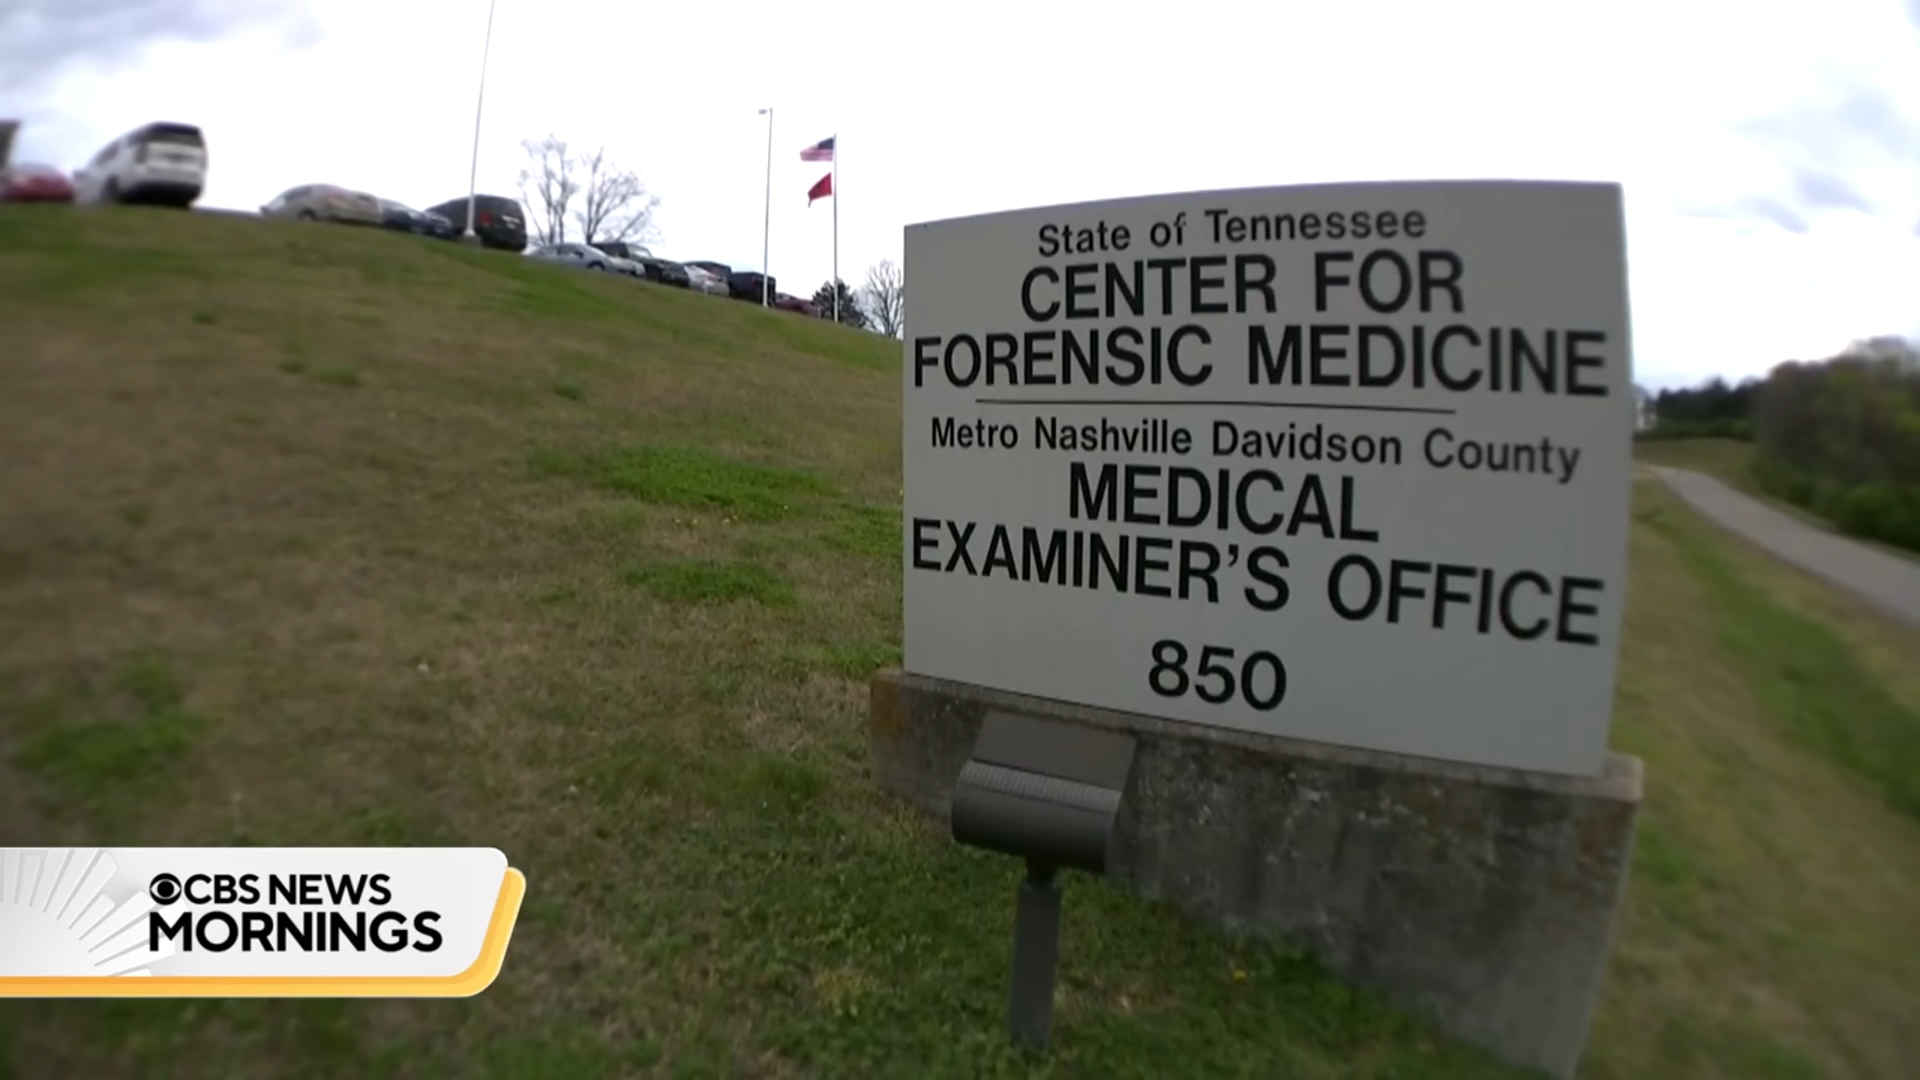 State of Tennessee
CENTER FOR
FORENSIC MEDICINE
Metro Nashville Davidson County
MEDICAL
EXAMINER'S OFFICE
850
CBS NEWS
MORNINGS